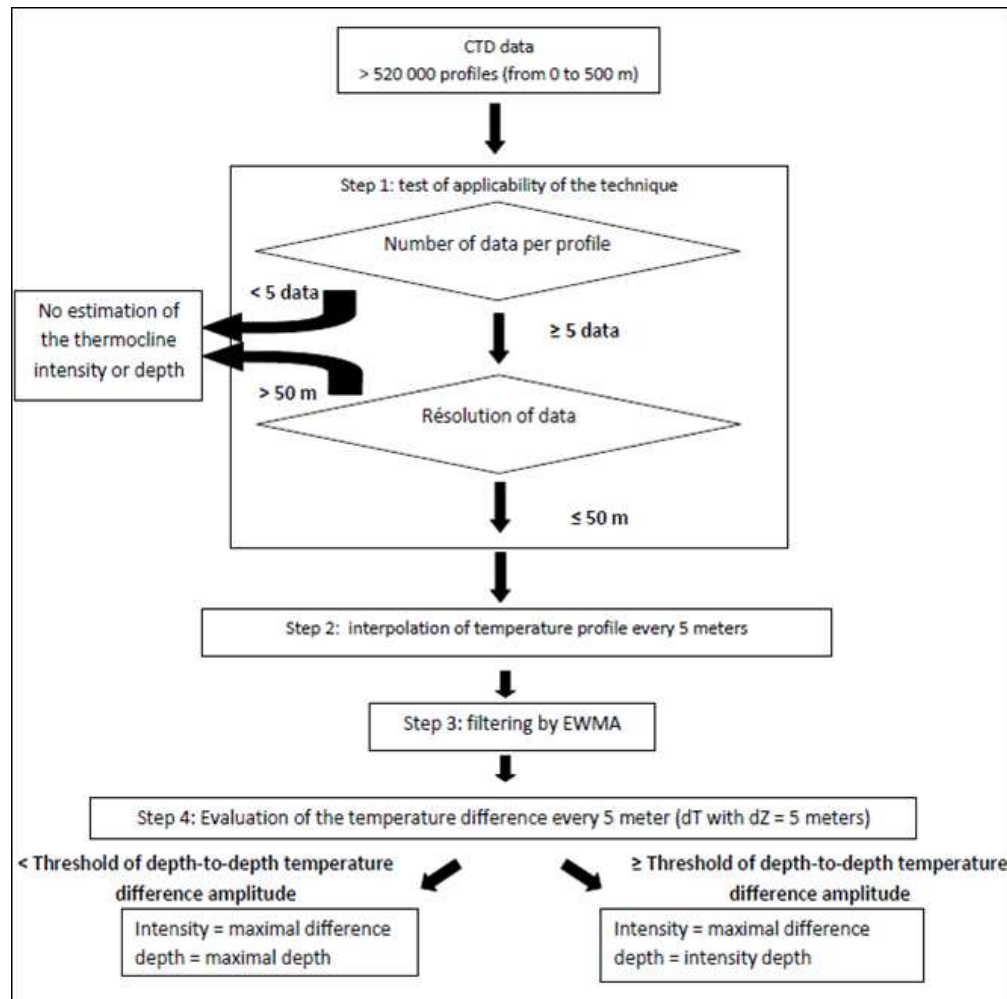 CTD data
> 520 000 profiles (from 0 to 500 m)
Step 1: test of applicability of the technique
Number of data per profile
< 5 data
No estimation of
the thermocline
intensity or depth
≥ 5 data
> 50 m
Résolution of data
≤ 50 m
Step 2: interpolation of temperature profile every 5 meters
Step 3: filtering by EWMA
Step 4: Evaluation of the temperature difference every 5 meter (dT with dZ = 5 meters)
< Threshold of depth-to-depth temperature
difference amplitude
Intensity = maximal difference
depth = maximal depth
≥ Threshold of depth-to-depth temperature
difference amplitude
Intensity = maximal difference
depth = intensity depth